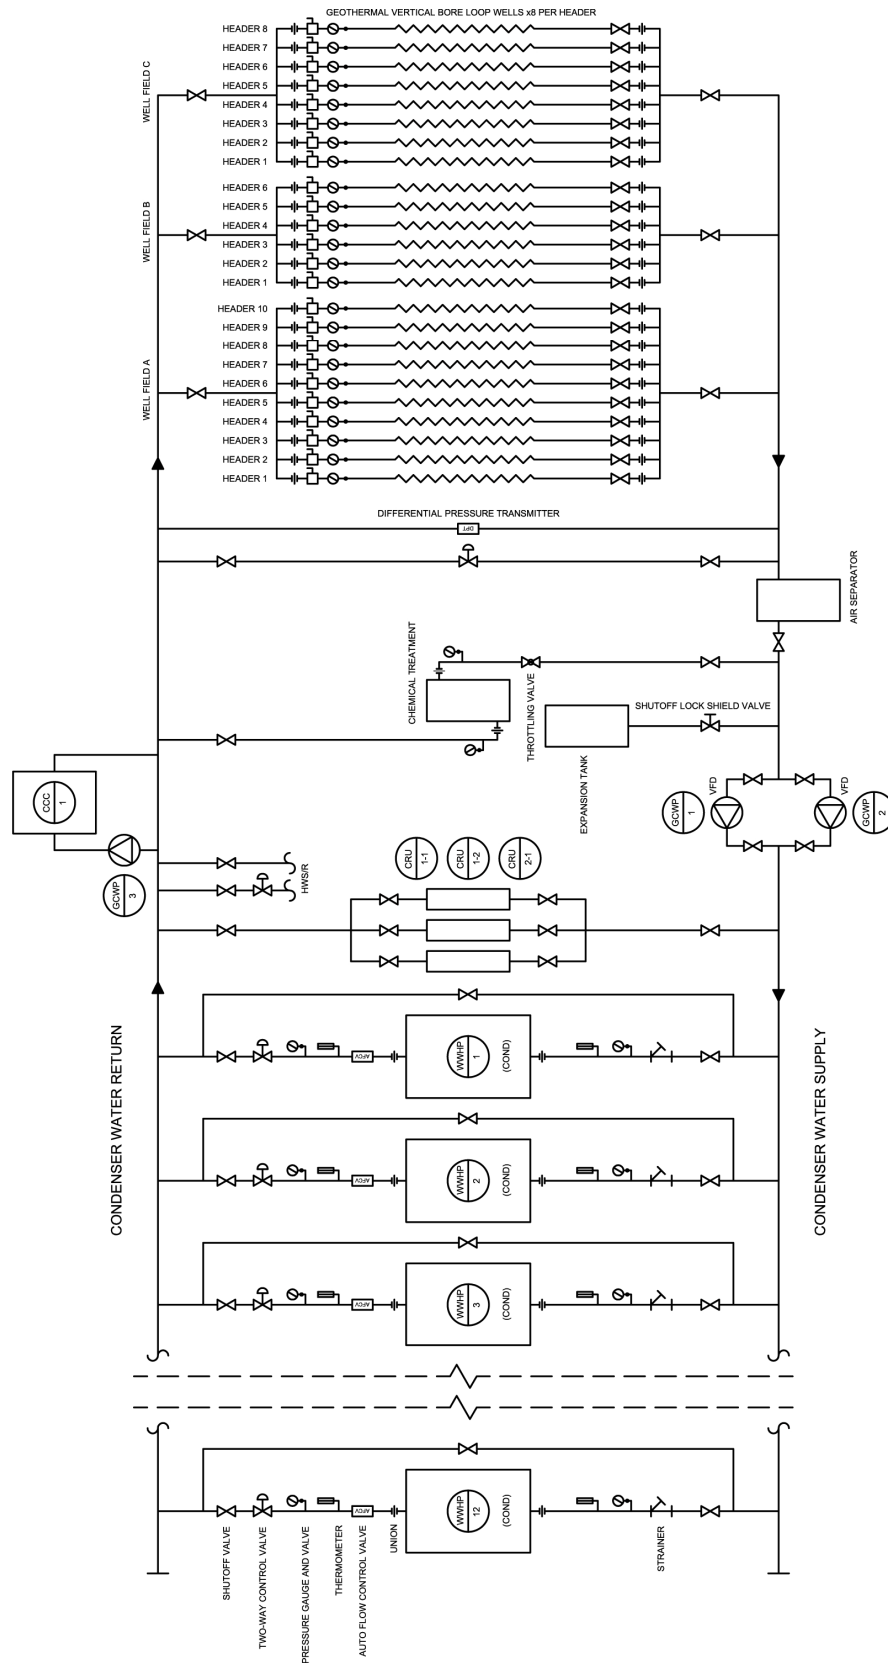 GEOTHERMAL VERTICAL BORE LOOP WELLS x8 PER HEADER
WELL FIELD C
HEADER 8
HEADER 7
HEADER 6
HEADER 5
HEADER 4
HEADER 3
HEADER 2
HEADER 1
WELL FIELD B
HEADER 6
HEADER 5
HEADER 4
HEADER 3
HEADER 2
HEADER 1
WELL FIELD A
HEADER 10
HEADER 9
HEADER 8
HEADER 7
HEADER 6
HEADER 5
HEADER 4
HEADER 3
HEADER 2
HEADER 1
DIFFERENTIAL PRESSURE TRANSMITTER
DPT
AIR SEPARATOR
CHEMICAL TREATMENT
THROTTLING VALVE
SHUTOFF LOCK SHIELD VALVE
EXPANSION TANK
CCC
1
GCWP
1
VFD
VFD
GCWP
2
GCWP
3
HWS/R
CRU
1-1
CRU
1-2
CRU
2-1
CONDENSER WATER RETURN
CONDENSER WATER SUPPLY
AFCV
WWHP
1
(COND)
AFCV
WWHP
2
(COND)
AFCV
WWHP
3
(COND)
AFCV
WWHP
12
(COND)
SHUTOFF VALVE
TWO-WAY CONTROL VALVE
PRESSURE GAUGE AND VALVE
THERMOMETER
AUTO FLOW CONTROL VALVE
UNION
STRAINER